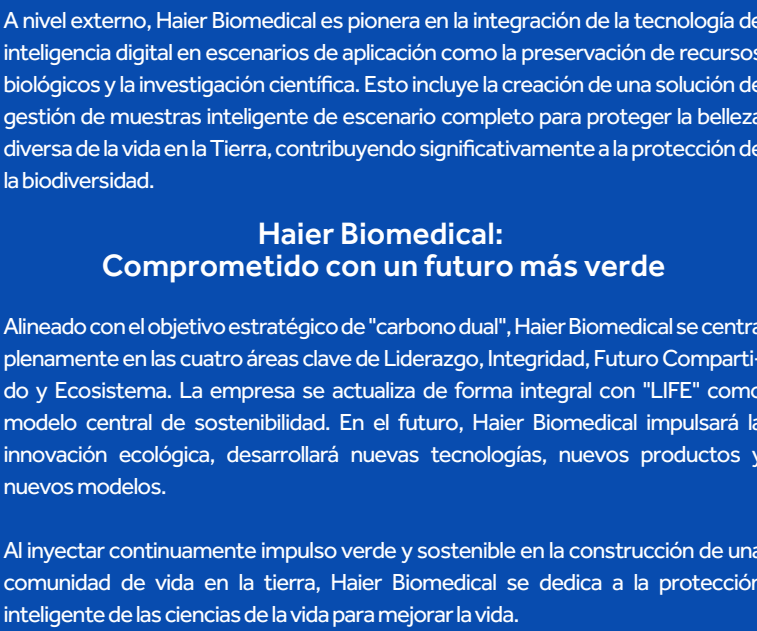 A nivel externo, Haier Biomedical es pionera en la integración de la tecnología de
inteligencia digital en escenarios de aplicación como la preservación de recursos
biológicos y la investigación científica. Esto incluye la creación de una solución de
gestión de muestras inteligente de escenario completo para proteger la belleza
diversa de la vida en la Tierra, contribuyendo significativamente a la protección de
la biodiversidad.
Haier Biomedical:
Comprometido con un futuro más verde
Alineado con el objetivo estratégico de "carbono dual", Haier Biomedical se centra
plenamente en las cuatro áreas clave de Liderazgo, Integridad, Futuro Comparti-
do y Ecosistema. La empresa se actualiza de forma integral con "LIFE" como
modelo central de sostenibilidad. En el futuro, Haier Biomedical impulsará la
innovación ecológica, desarrollará nuevas tecnologías, nuevos productos y
nuevos modelos.
Al inyectar continuamente impulso verde y sostenible en la construcción de una
comunidad de vida en la tierra, Haier Biomedical se dedica a la protección
inteligente de las ciencias de la vida para mejorar la vida.